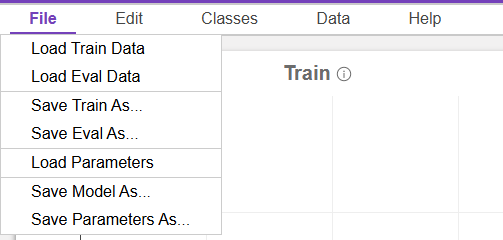 File Edit Classes Data Help
Load Train Data
Load Eval Data
Save Train As...
Save Eval As...
Load Parameters
Save Model As...
Save Parameters As...
Train